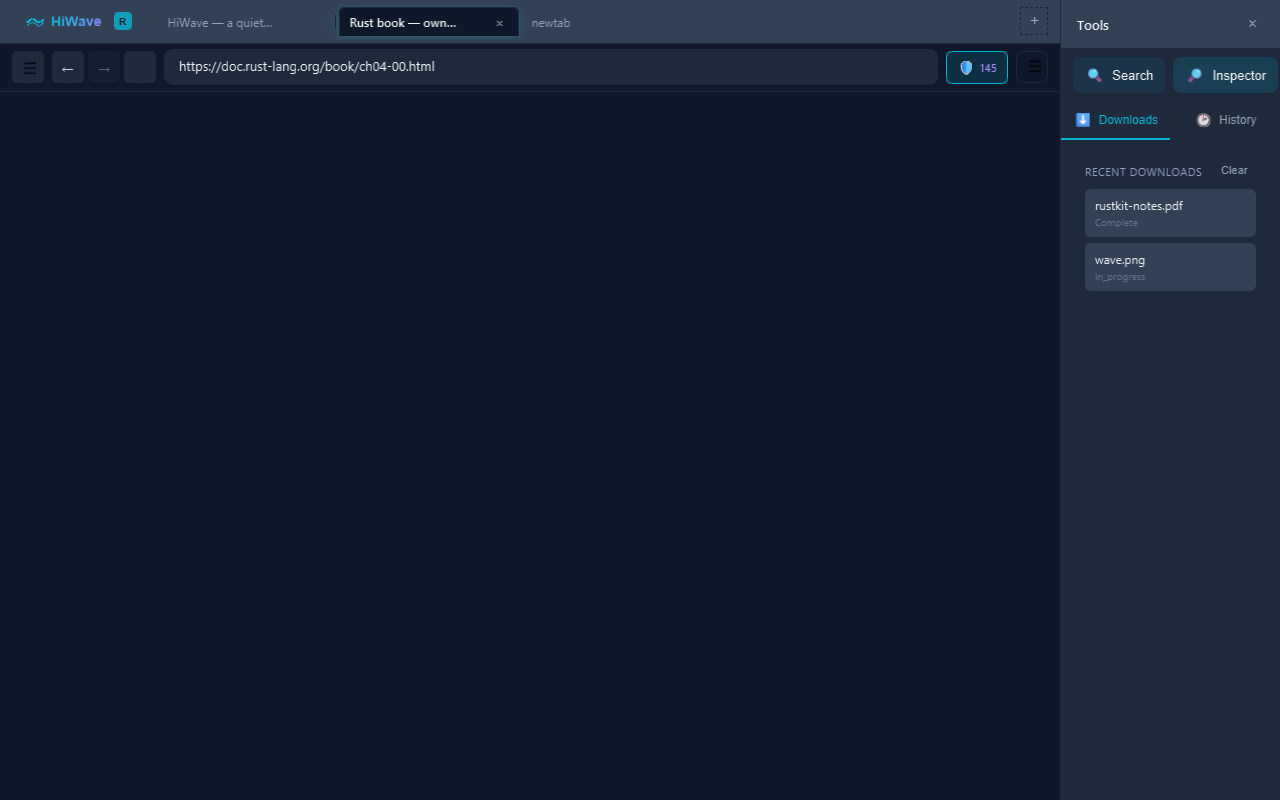 HiWave R HiWave — a quiet... Rust book — own... × newtab +
Tools ×
☰ ← → https://doc.rust-lang.org/book/ch04-00.html 145 ☰
Search Inspector
Downloads History
RECENT DOWNLOADS Clear
rustkit-notes.pdf
Complete
wave.png
in_progress